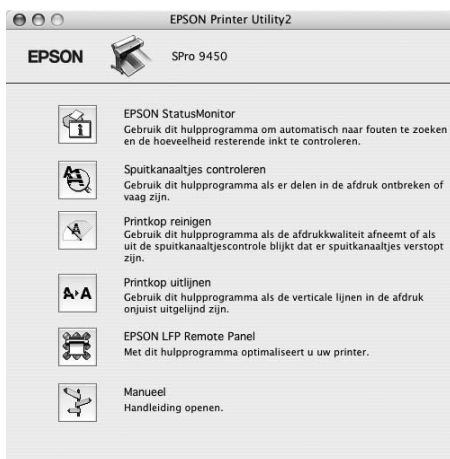 EPSON Printer Utility2
EPSON
SPro 9450
EPSON StatusMonitor
Gebruik dit hulpprogramma om automatisch naar fouten te zoeken
en de hoeveelheid resterende inkt te controleren.
Spuitkanaaltjes controleren
Gebruik dit hulpprogramma als er delen in de afdruk ontbreken of
vaag zijn.
Printkop reinigen
Gebruik dit hulpprogramma als de afdrukkwaliteit afneemt of als
uit de spuitkanaaltjescontrole blijkt dat er spuitkanaaltjes verstopt
zijn.
A›A
Printkop uitlijnen
Gebruik dit hulpprogramma als de verticale lijnen in de afdruk
onjuist uitgelijnd zijn.
EPSON LFP Remote Panel
Met dit hulpprogramma optimaliseert u uw printer.
Manueel
Handleiding openen.